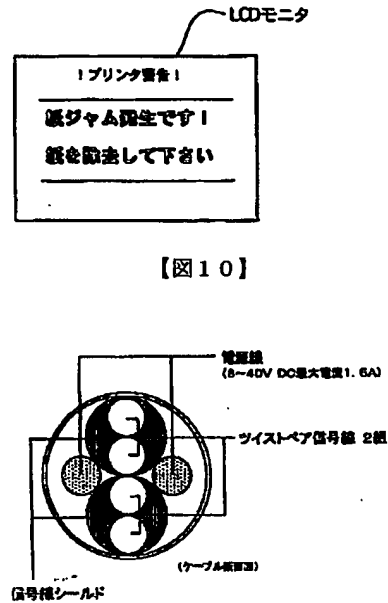 LCDモニタ
!プリンタ警告!
紙ジャム発生です!
紙を除去して下さい
【図10】
電源線
(8~40V DC最大電流1.5A)
ツイストペア信号線 2組
(ケーブル断面図)
信号線シールド